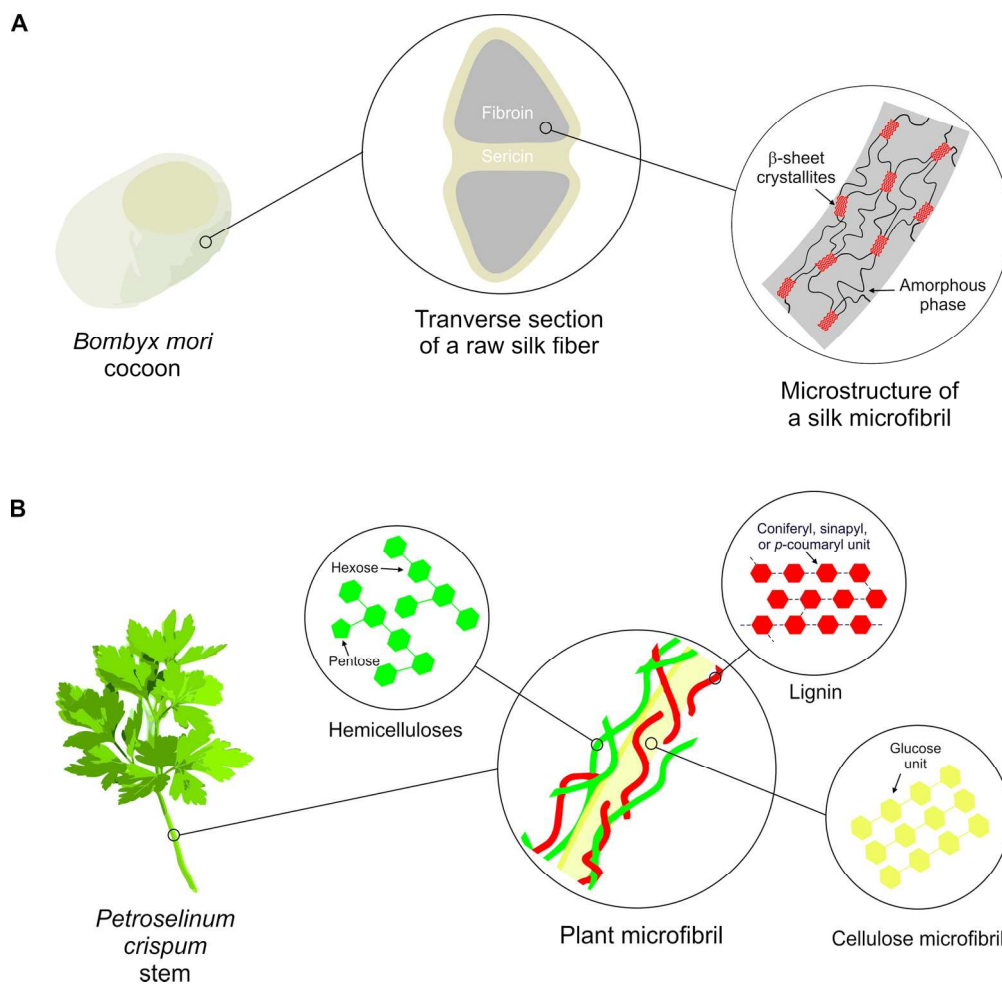 A
Fibroin
Sericin
β-sheet
crystallites
Amorphous
phase
Bombyx mori
cocoon
Tranverse section
of a raw silk fiber
Microstructure of
a silk microfibril
B
Hexose
Pentose
Hemicelluloses
Coniferyl, sinapyl,
or p-coumaryl unit
Lignin
Glucose
unit
Petroselinum
crispum
stem
Plant microfibril
Cellulose microfibril